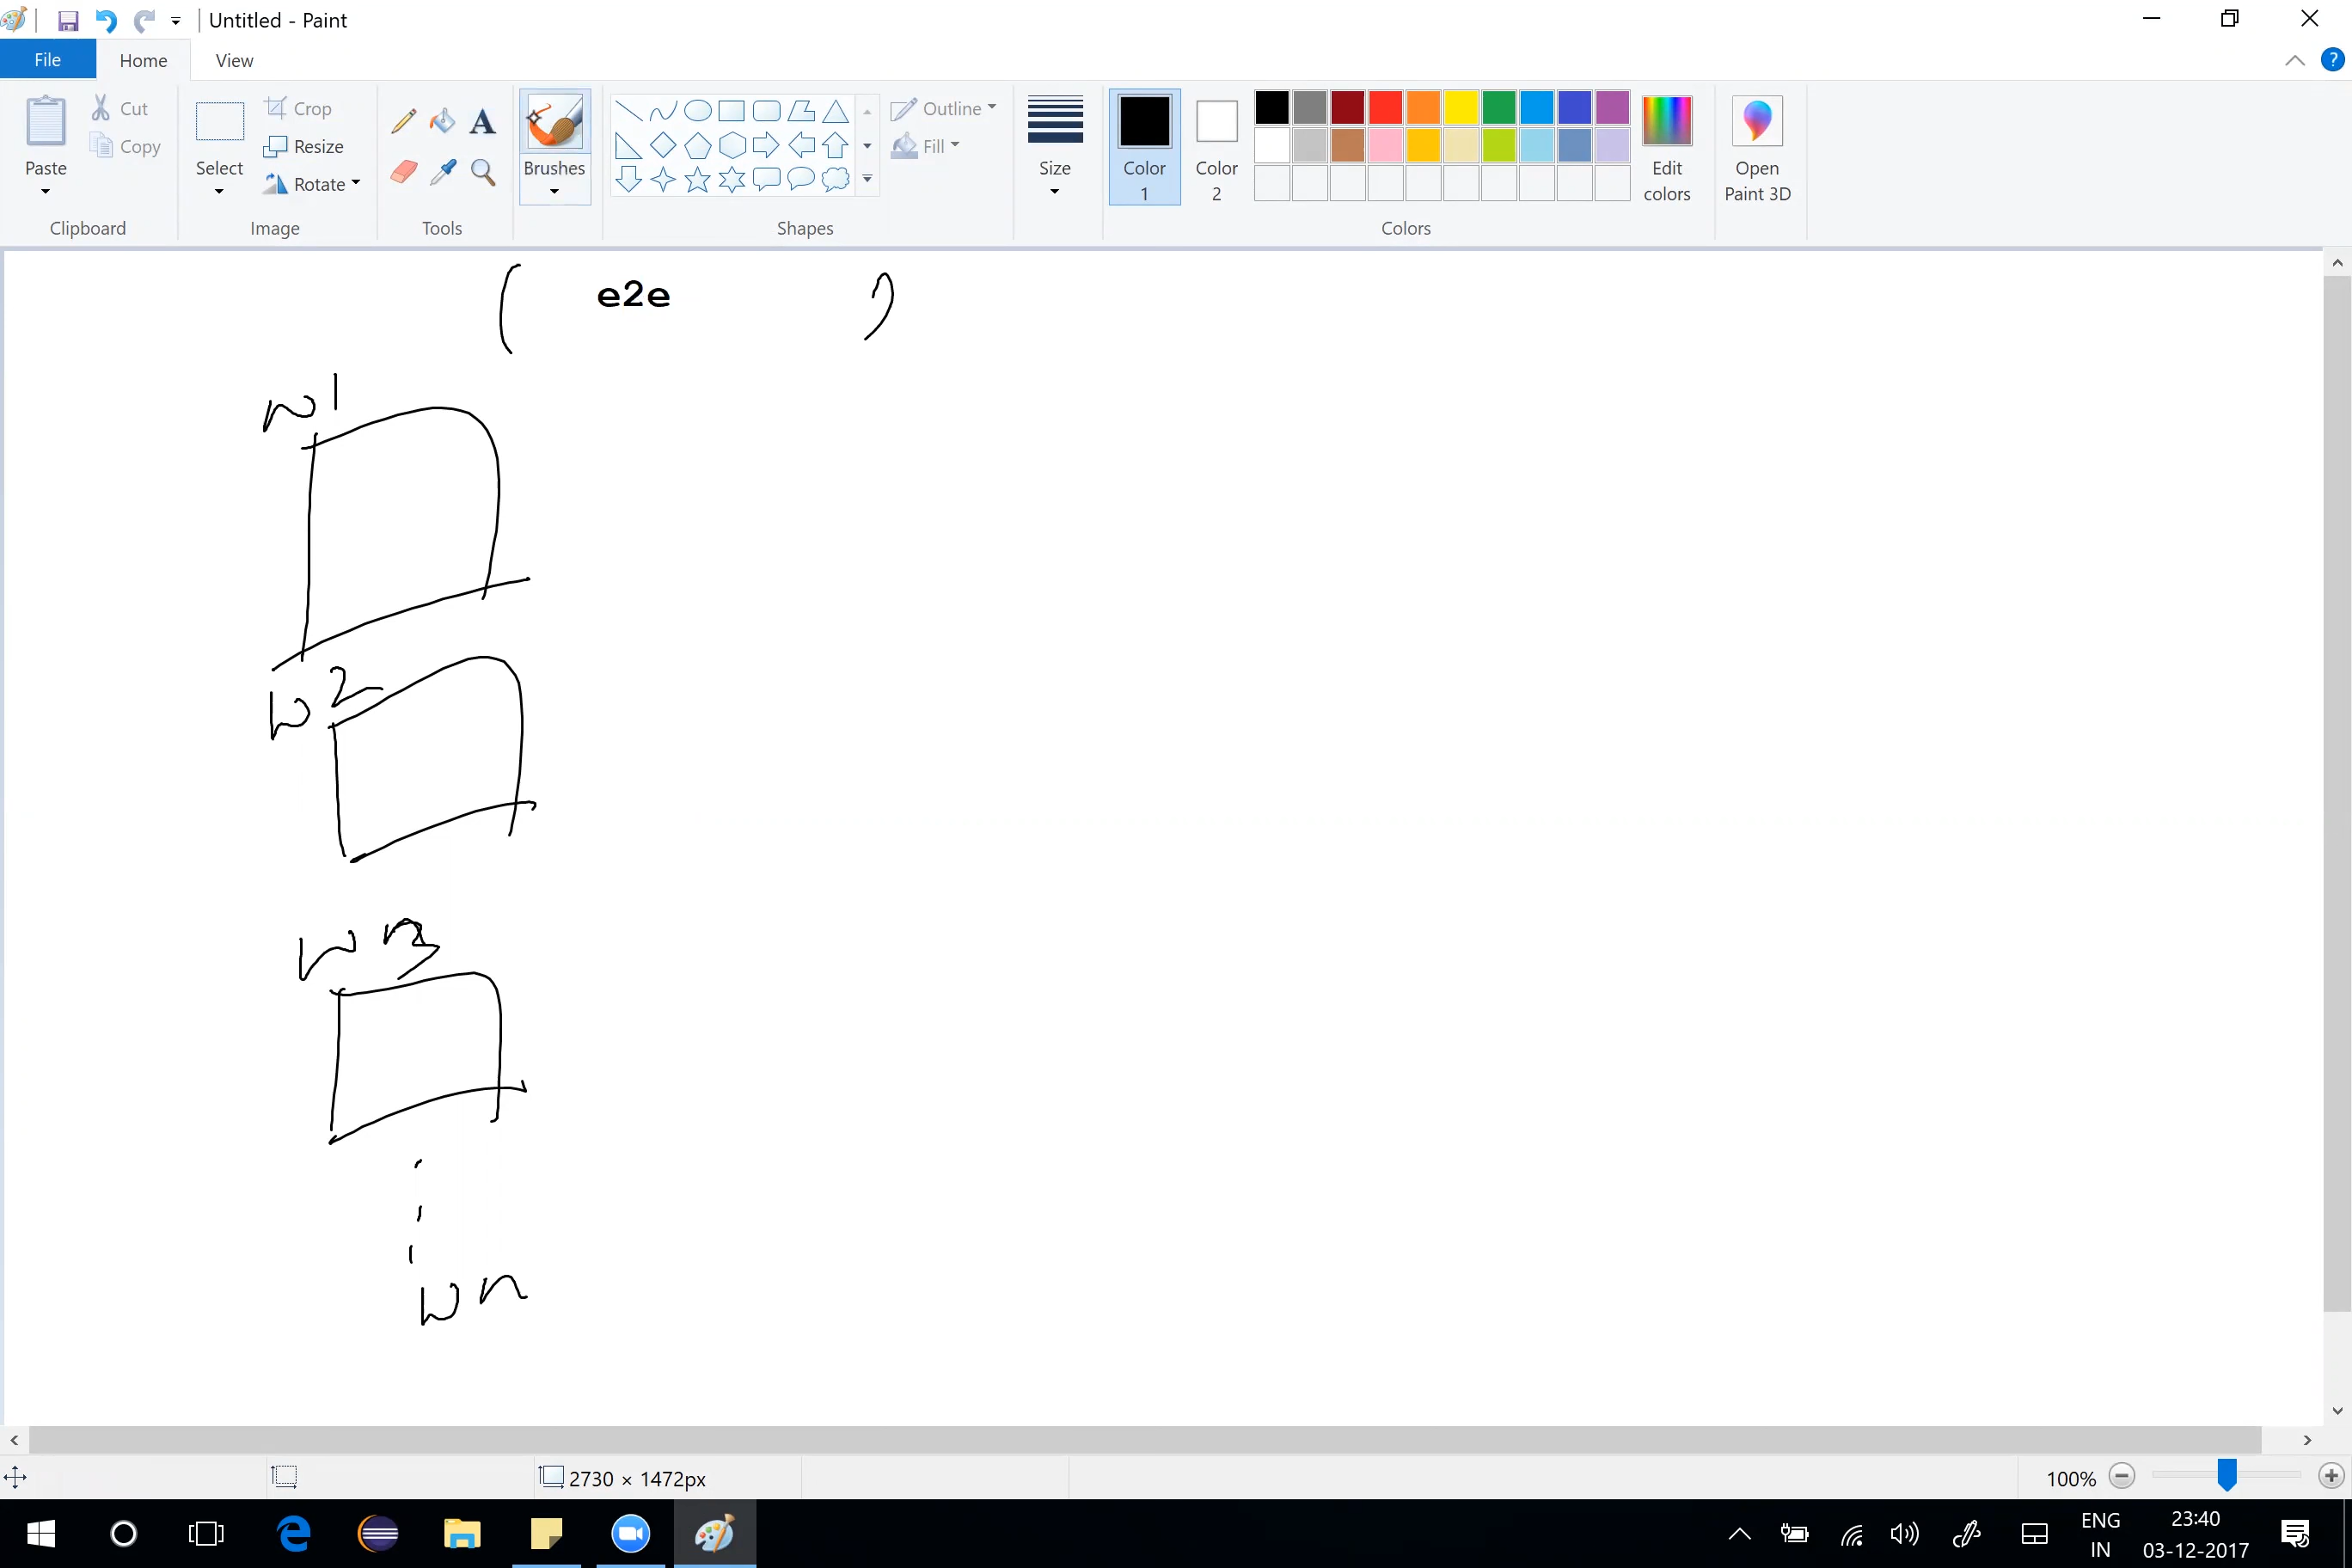 Untitled - Paint
File Home View
Paste
Cut
Copy
Clipboard
Select
Crop
Resize
Rotate
Image
Tools
Brushes
Shapes
Outline
Fill
Size
Color 1
Color 2
Colors
Edit colors
Open Paint 3D
( e2e )
w1
w2
w3
wn
2730 × 1472px
100%
ENG
IN
23:40
03-12-2017